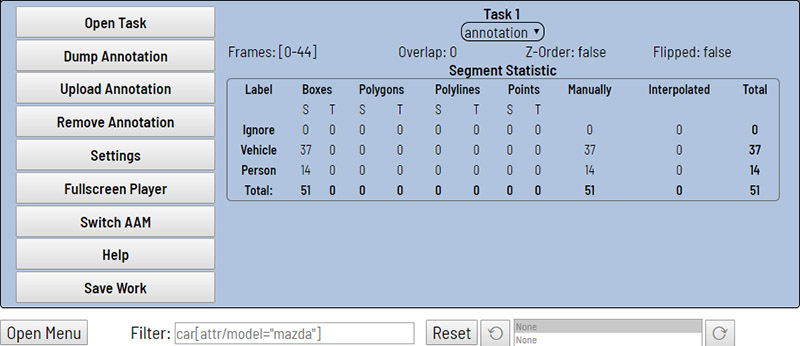 Open Task
Dump Annotation
Upload Annotation
Remove Annotation
Settings
Fullscreen Player
Switch AAM
Help
Save Work
Task 1
annotation
Frames: [0-44] Overlap: 0 Z-Order: false Flipped: false
Segment Statistic
Label Boxes Polygons Polylines Points Manually Interpolated Total
S T S T S T S T
Ignore 0 0 0 0 0 0 0 0 0 0 0
Vehicle 37 0 0 0 0 0 0 0 37 0 37
Person 14 0 0 0 0 0 0 0 14 0 14
Total: 51 0 0 0 0 0 0 0 51 0 51
Open Menu Filter: car[attr/model="mazda"] Reset None
None